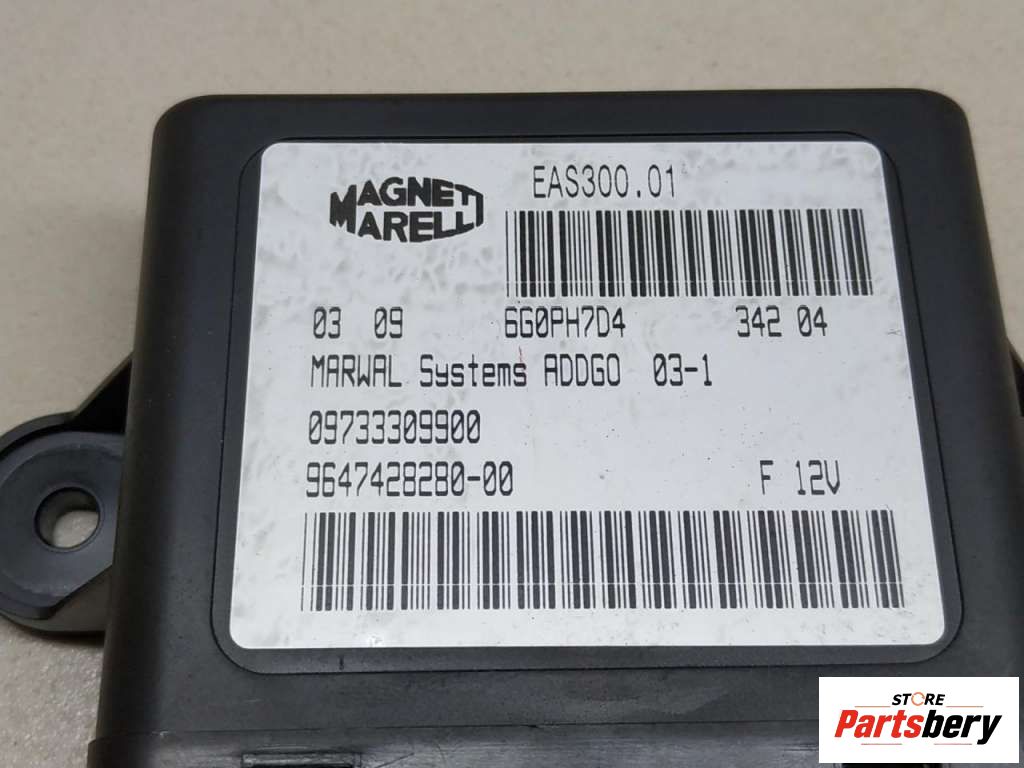 MAGNETI
MARELLI
EAS300.01
03 09 6G0PH7D4 342 04
MARWAL Systems ADDGO 03-1
09733309900
9647428280-00 F 12V
STORE
Partsbery